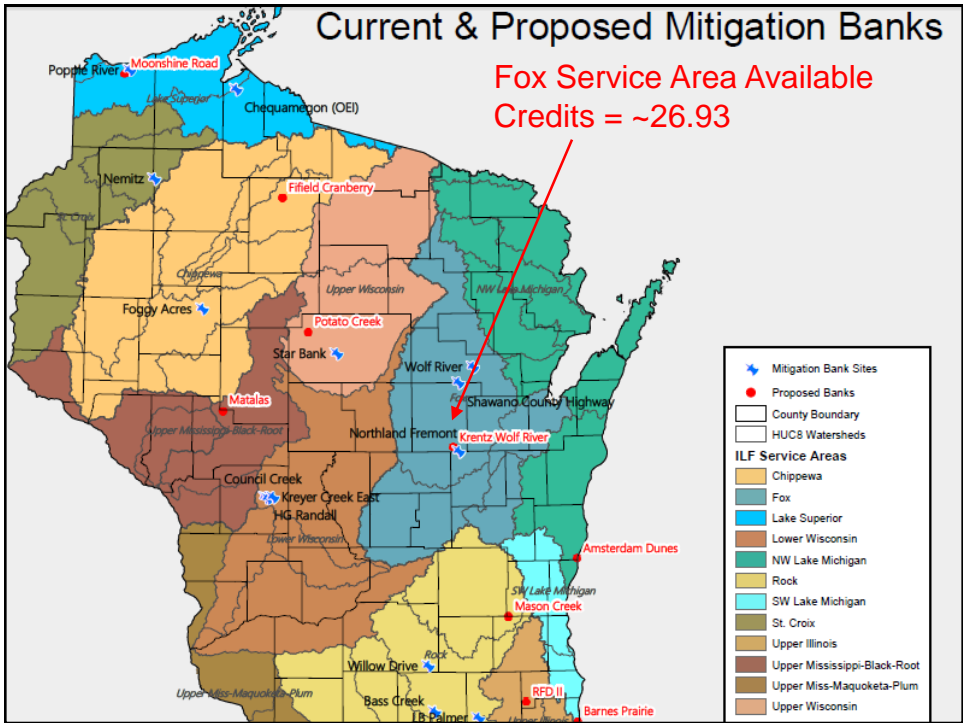 Current & Proposed Mitigation Banks
Fox Service Area Available
Credits = ~26.93
Popple River
Moonshine Road
Lake Superior
Chequamegon (OEI)
Nemitz
Fifield Cranberry
St. Croix
Chippewa
Upper Wisconsin
NW Lake Michigan
Foggy Acres
Potato Creek
Star Bank
Wolf River
Fox
Shawano County Highway
Matalas
Upper Mississippi-Black-Root
Northland Fremont
Krentz Wolf River
Council Creek
Kreyer Creek East
HG Randall
Lower Wisconsin
Amsterdam Dunes
SW Lake Michigan
Mason Creek
Rock
Willow Drive
Upper Miss-Maquoketa-Plum
Bass Creek
RFD II
LB Palmer
Upper Illinois
Barnes Prairie
Mitigation Bank Sites
Proposed Banks
County Boundary
HUC8 Watersheds
ILF Service Areas
Chippewa
Fox
Lake Superior
Lower Wisconsin
NW Lake Michigan
Rock
SW Lake Michigan
St. Croix
Upper Illinois
Upper Mississippi-Black-Root
Upper Miss-Maquoketa-Plum
Upper Wisconsin